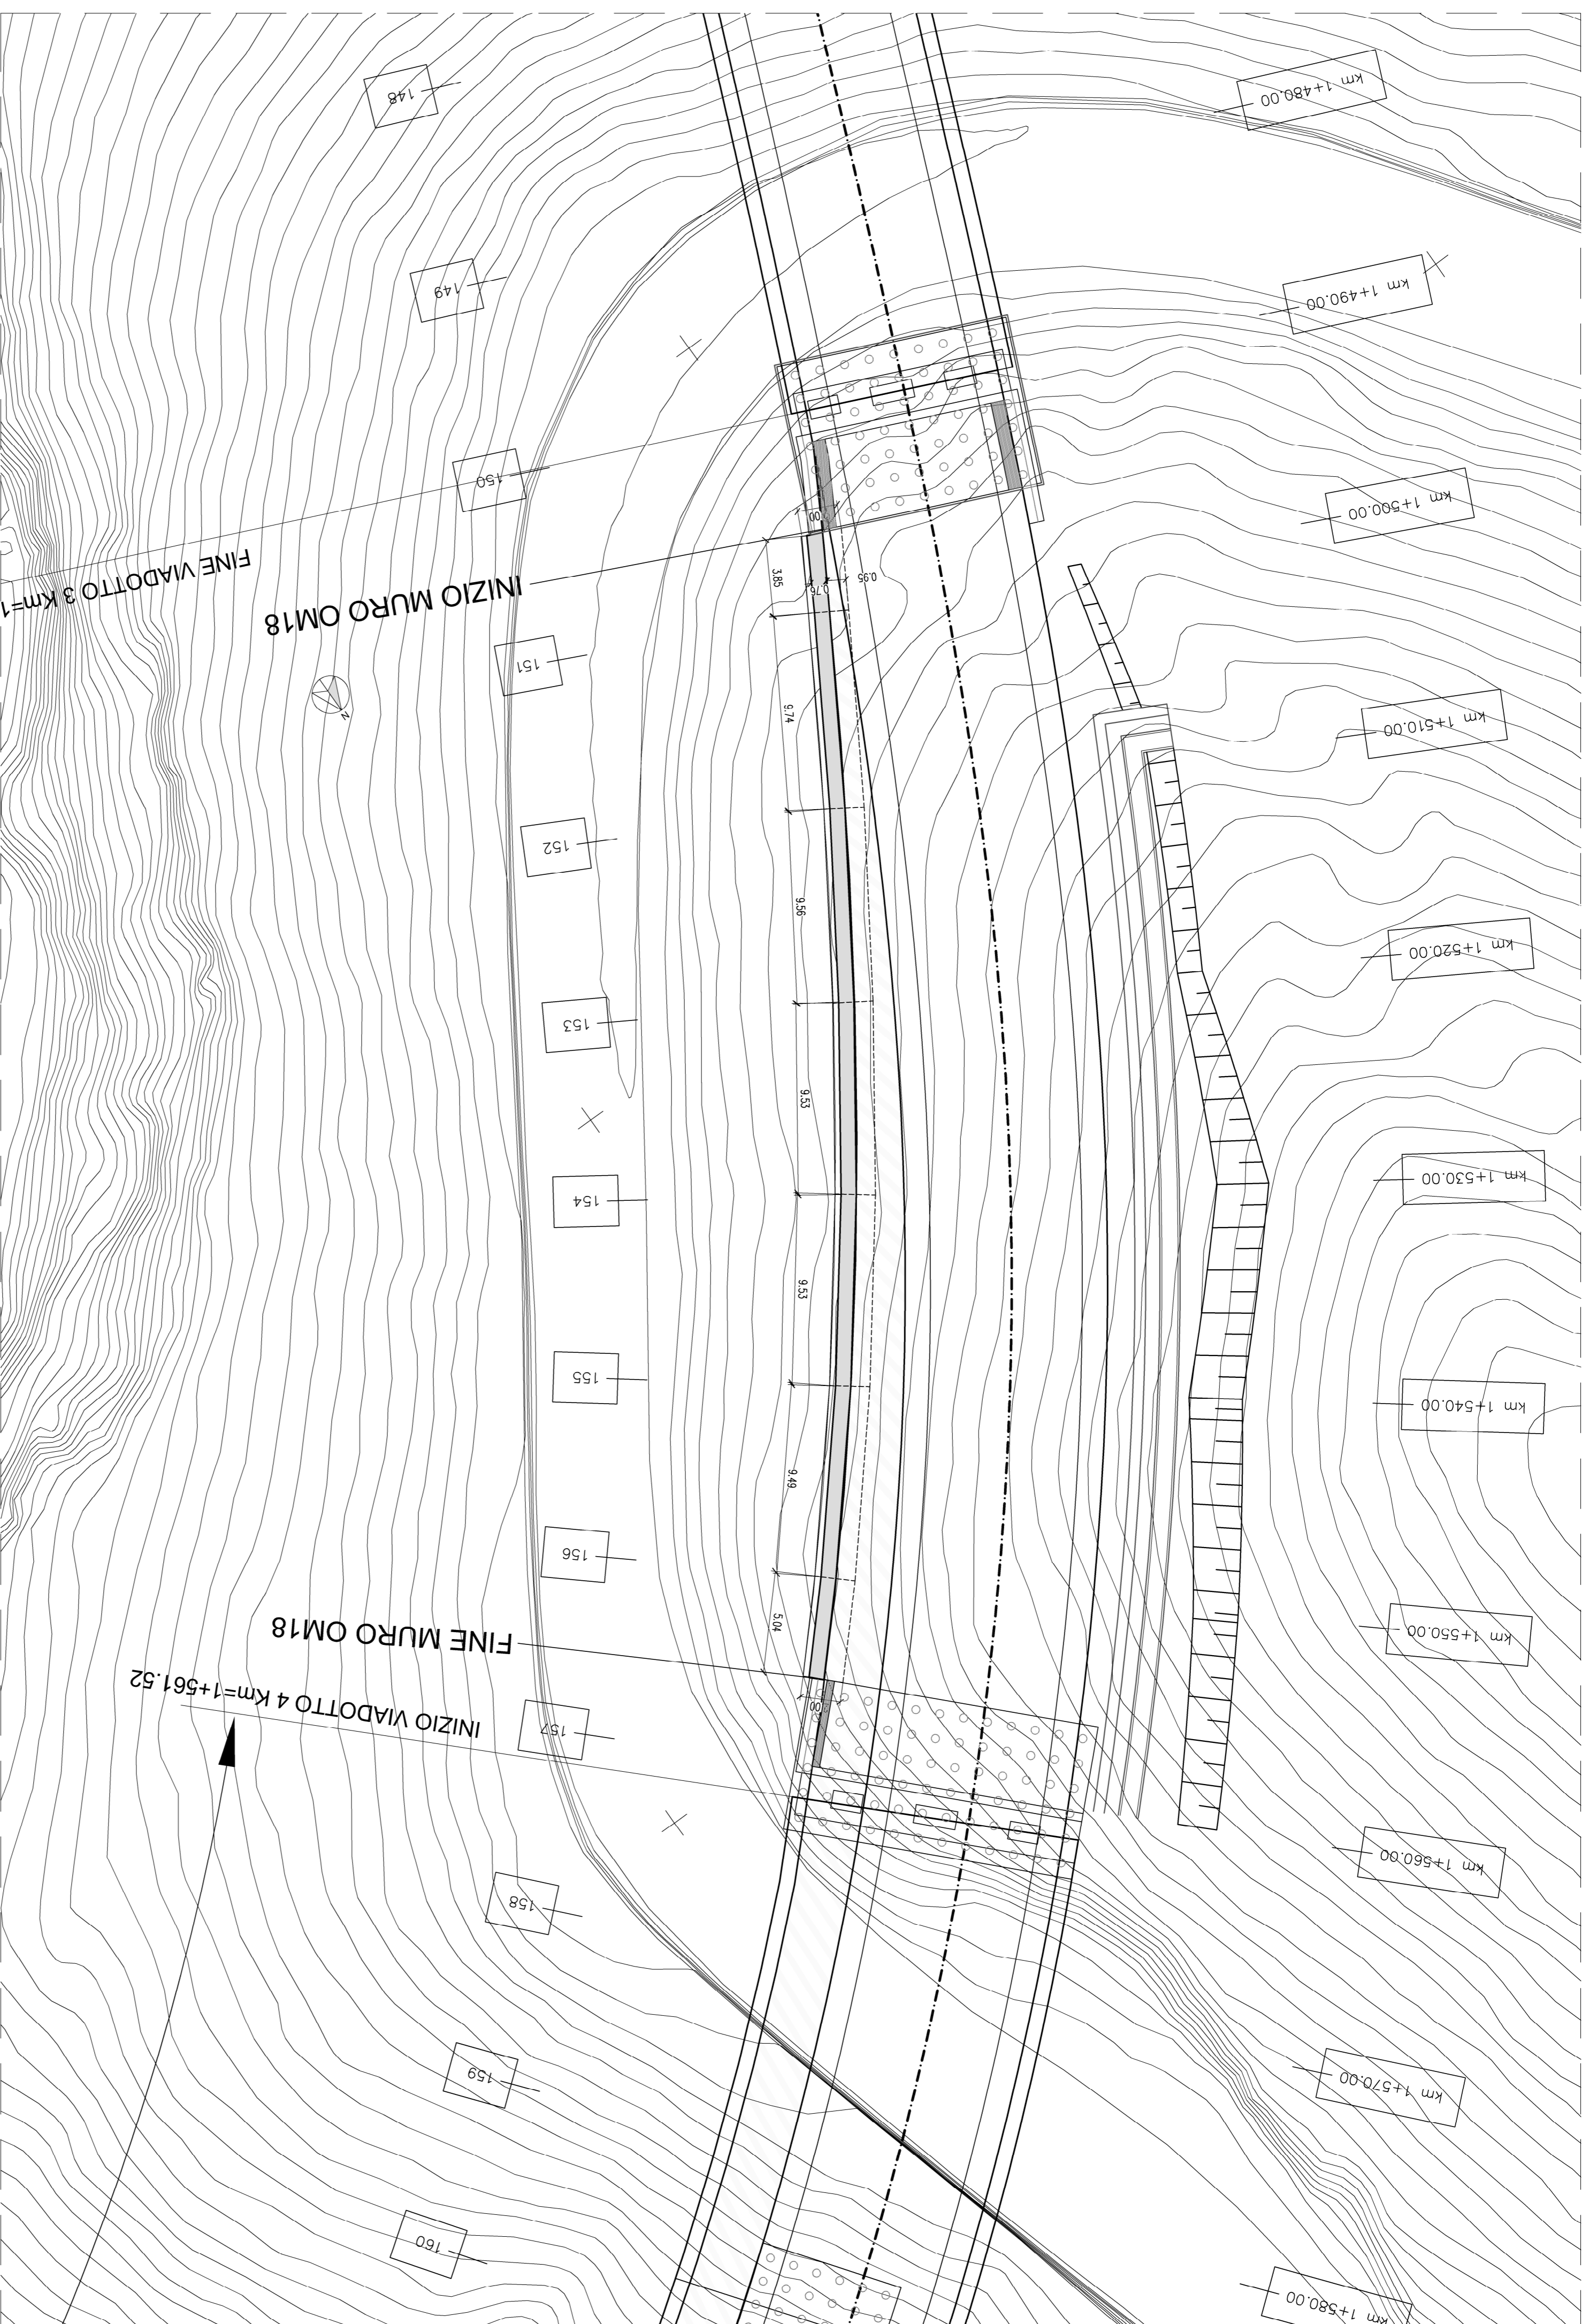 148
km 1+480.00
149
km 1+490.00
150
km 1+500.00
FINE VIADOTTO 3 Km=1
INIZIO MURO OM18
00
3.85
0.76
0.95
151
N
9.74
km 1+510.00
152
9.56
km 1+520.00
153
9.53
154
km 1+530.00
9.53
155
km 1+540.00
9.49
156
5.04
FINE MURO OM18
km 1+550.00
INIZIO VIADOTTO 4 Km=1+561.52
157
00
158
km 1+560.00
159
km 1+570.00
160
km 1+580.00